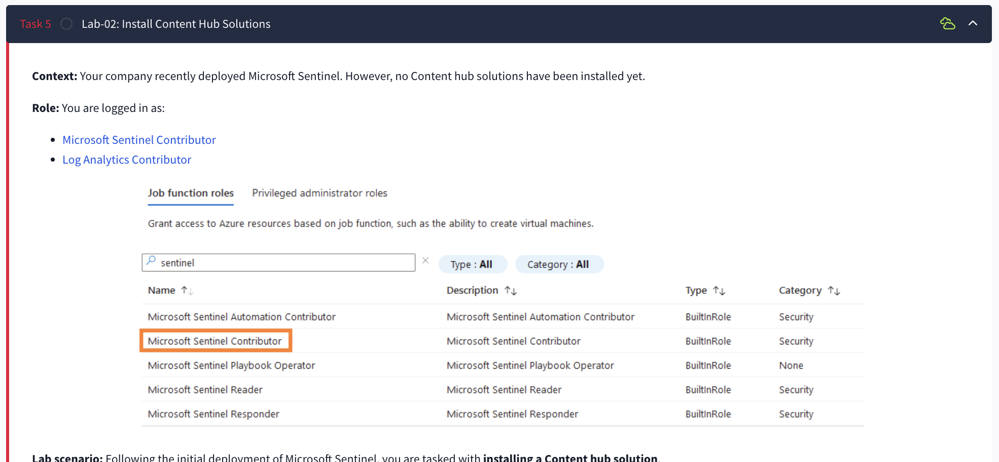 Task 5 Lab-02: Install Content Hub Solutions
Context: Your company recently deployed Microsoft Sentinel. However, no Content hub solutions have been installed yet.
Role: You are logged in as:
Microsoft Sentinel Contributor
Log Analytics Contributor
Job function roles Privileged administrator roles
Grant access to Azure resources based on job function, such as the ability to create virtual machines.
sentinel Type : All Category : All
Name Description Type Category
Microsoft Sentinel Automation Contributor Microsoft Sentinel Automation Contributor BuiltInRole Security
Microsoft Sentinel Contributor Microsoft Sentinel Contributor BuiltInRole Security
Microsoft Sentinel Playbook Operator Microsoft Sentinel Playbook Operator BuiltInRole None
Microsoft Sentinel Reader Microsoft Sentinel Reader BuiltInRole Security
Microsoft Sentinel Responder Microsoft Sentinel Responder BuiltInRole Security
Lab scenario: Following the initial deployment of Microsoft Sentinel, you are tasked with installing a Content hub solution.